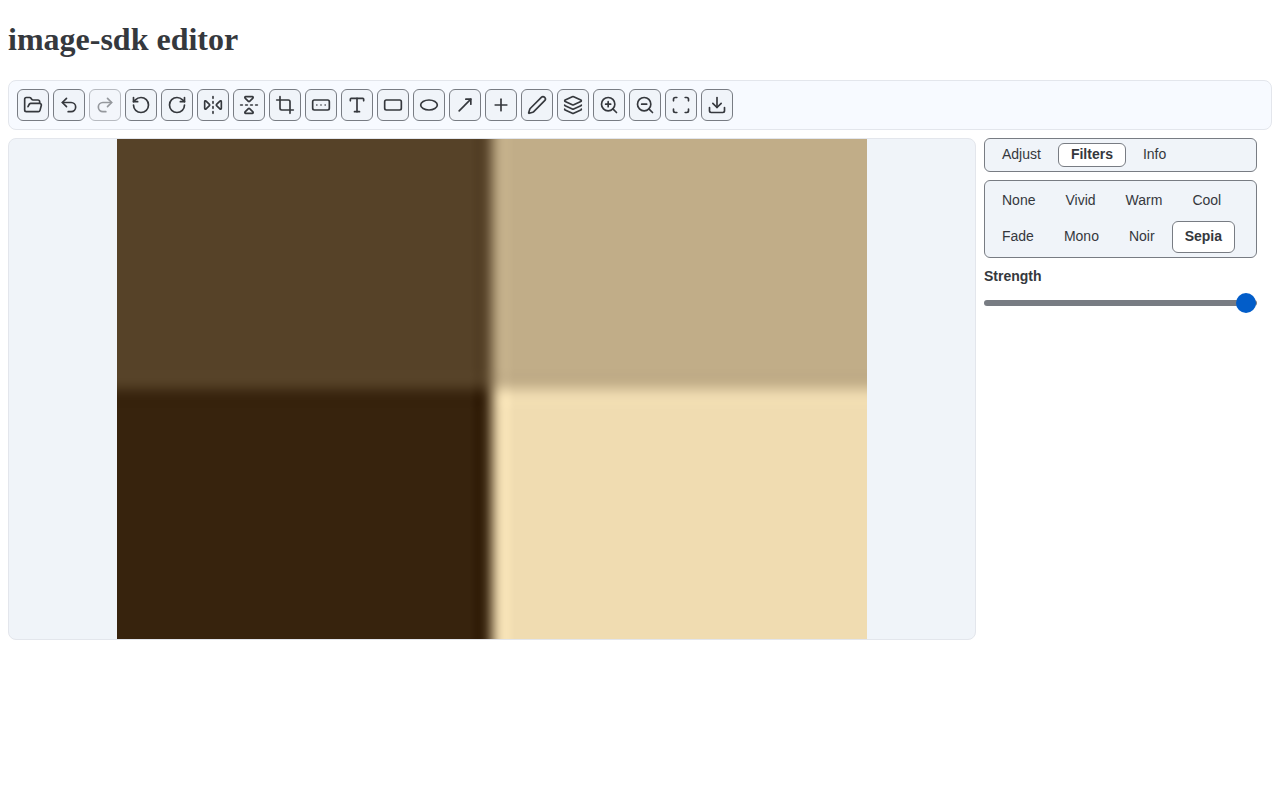 image-sdk editor
Adjust Filters Info
None Vivid Warm Cool
Fade Mono Noir Sepia
Strength